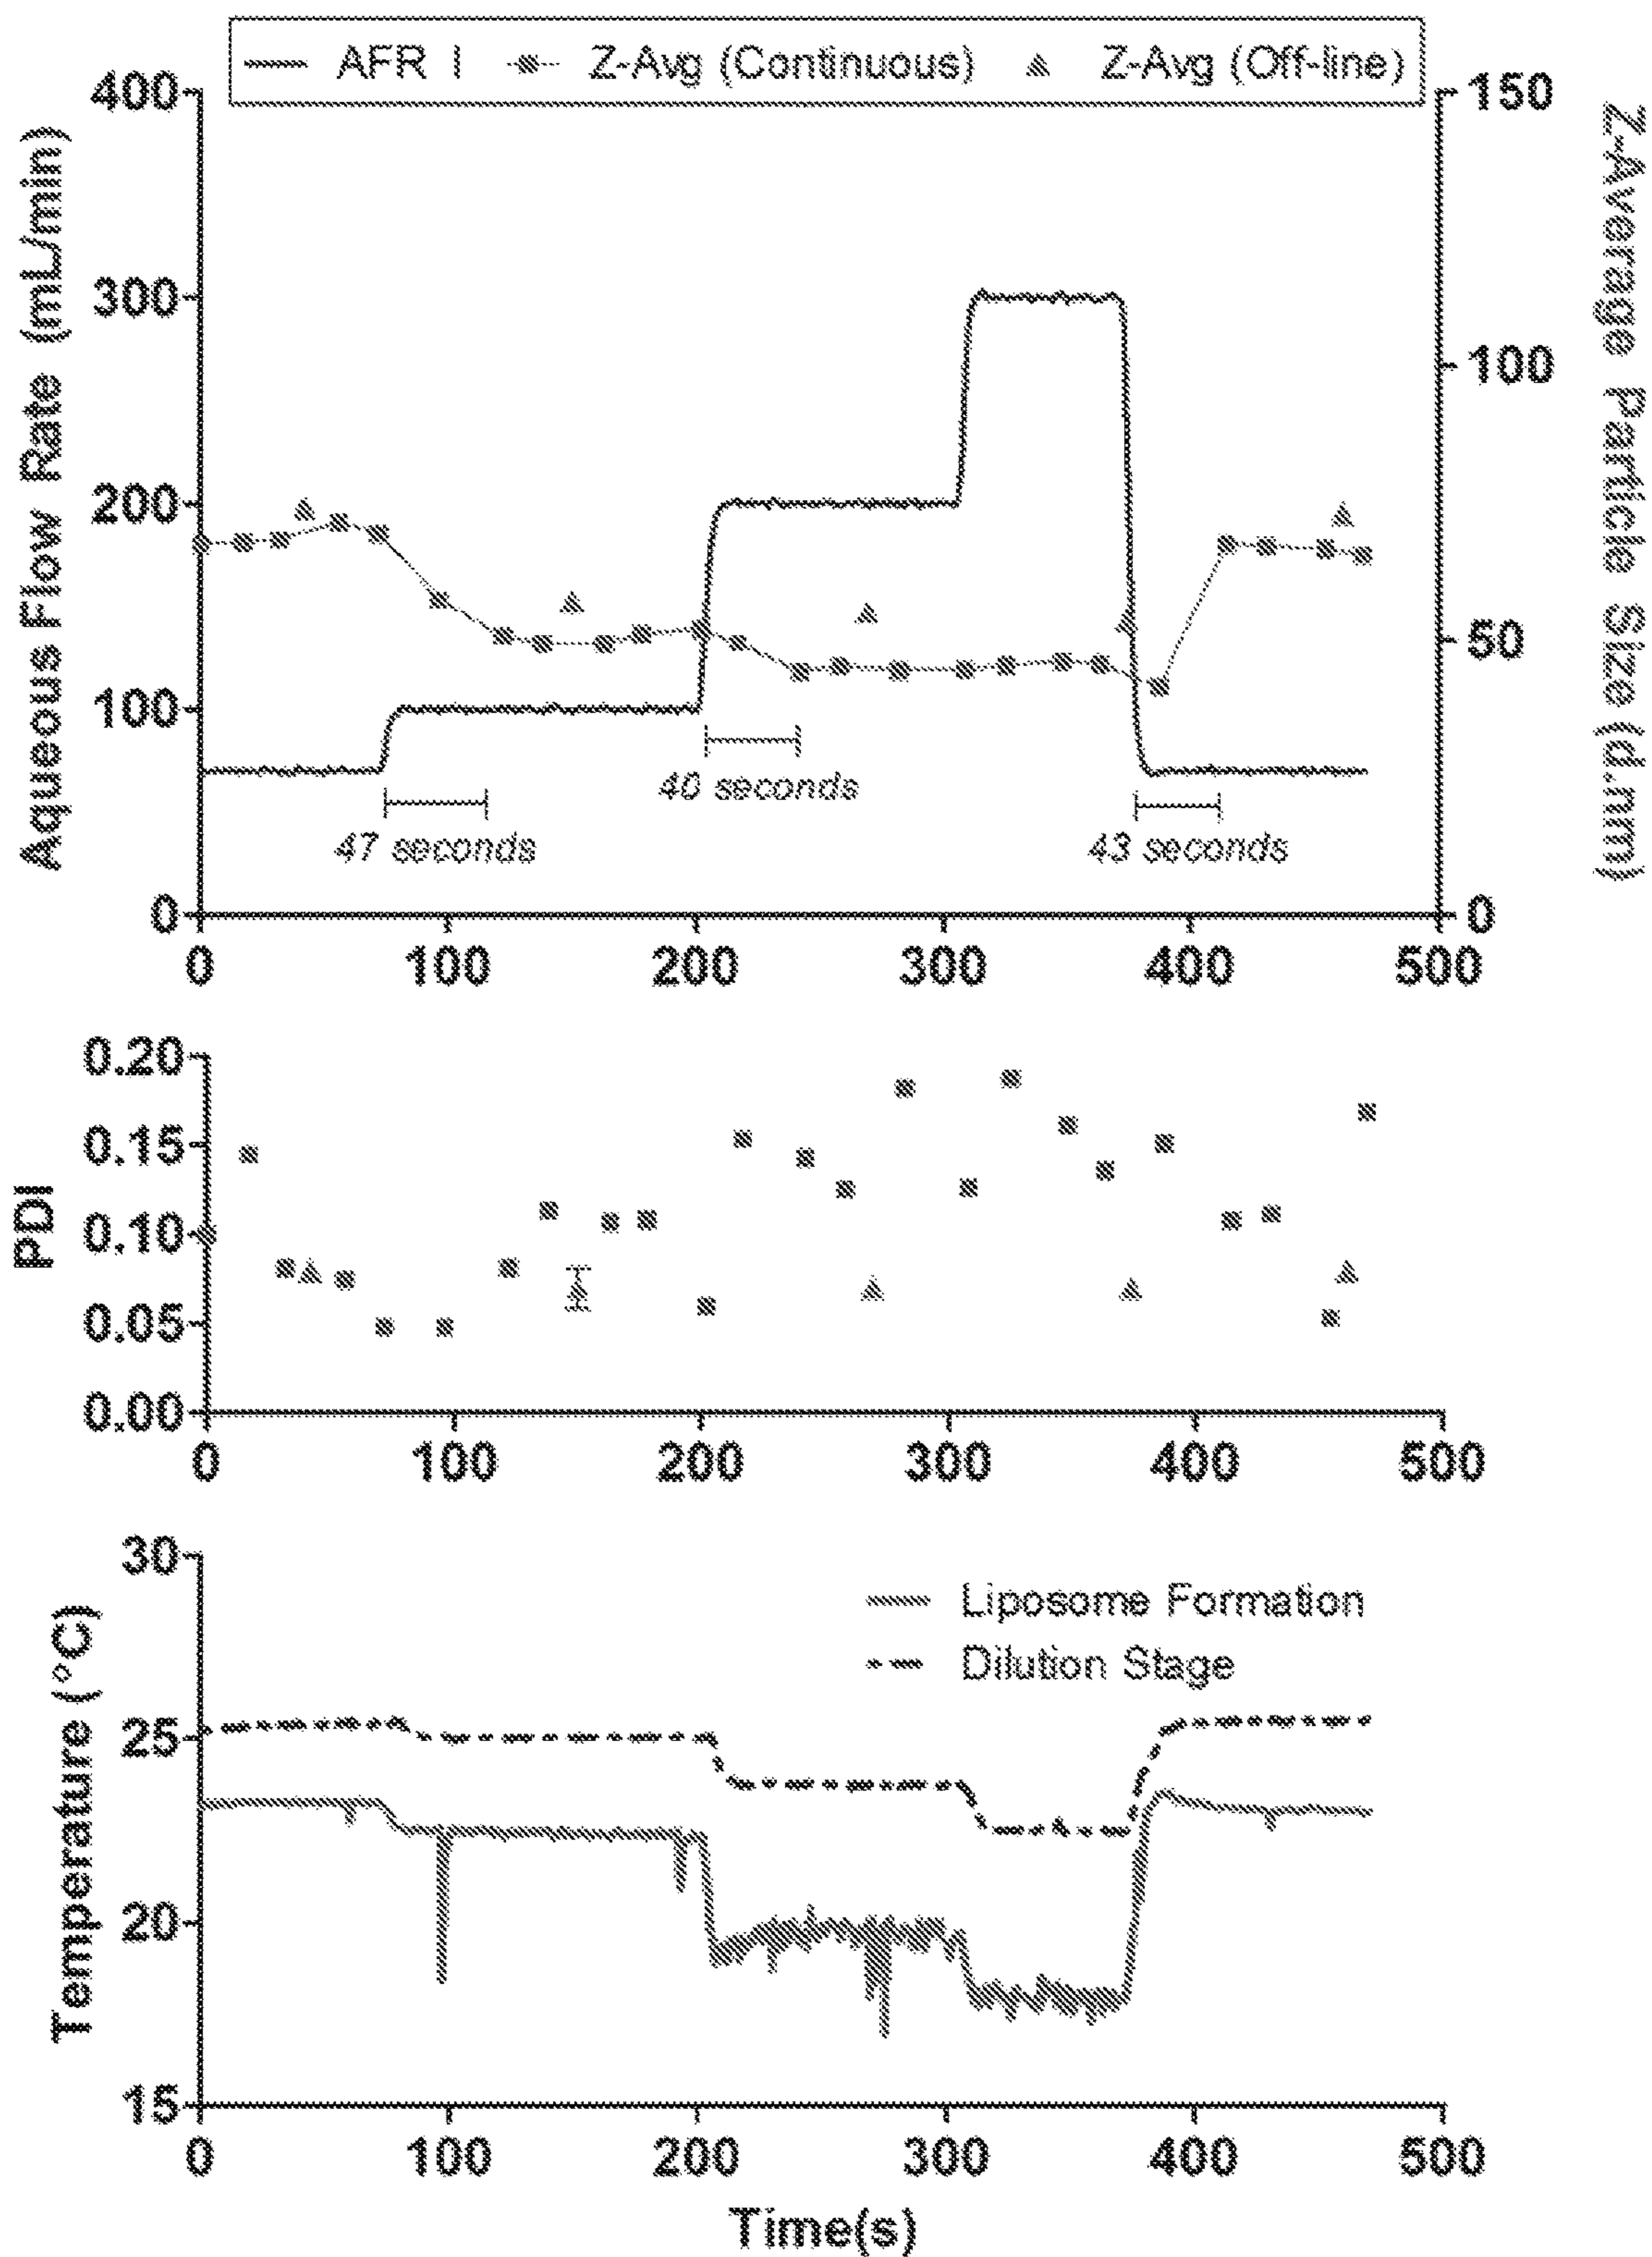 AFR I Z-Avg (Continuous) Z-Avg (Off-line)
Aqueous Flow Rate (mL/min)
400
300
200
100
0
150
100
50
0
Z-Average Particle Size (d.nm)
47 seconds
40 seconds
43 seconds
0 100 200 300 400 500
PDI
0.20
0.15
0.10
0.05
0.00
0 100 200 300 400 500
Temperature (°C)
30
25
20
15
Liposome Formation
Dilution Stage
0 100 200 300 400 500
Time(s)